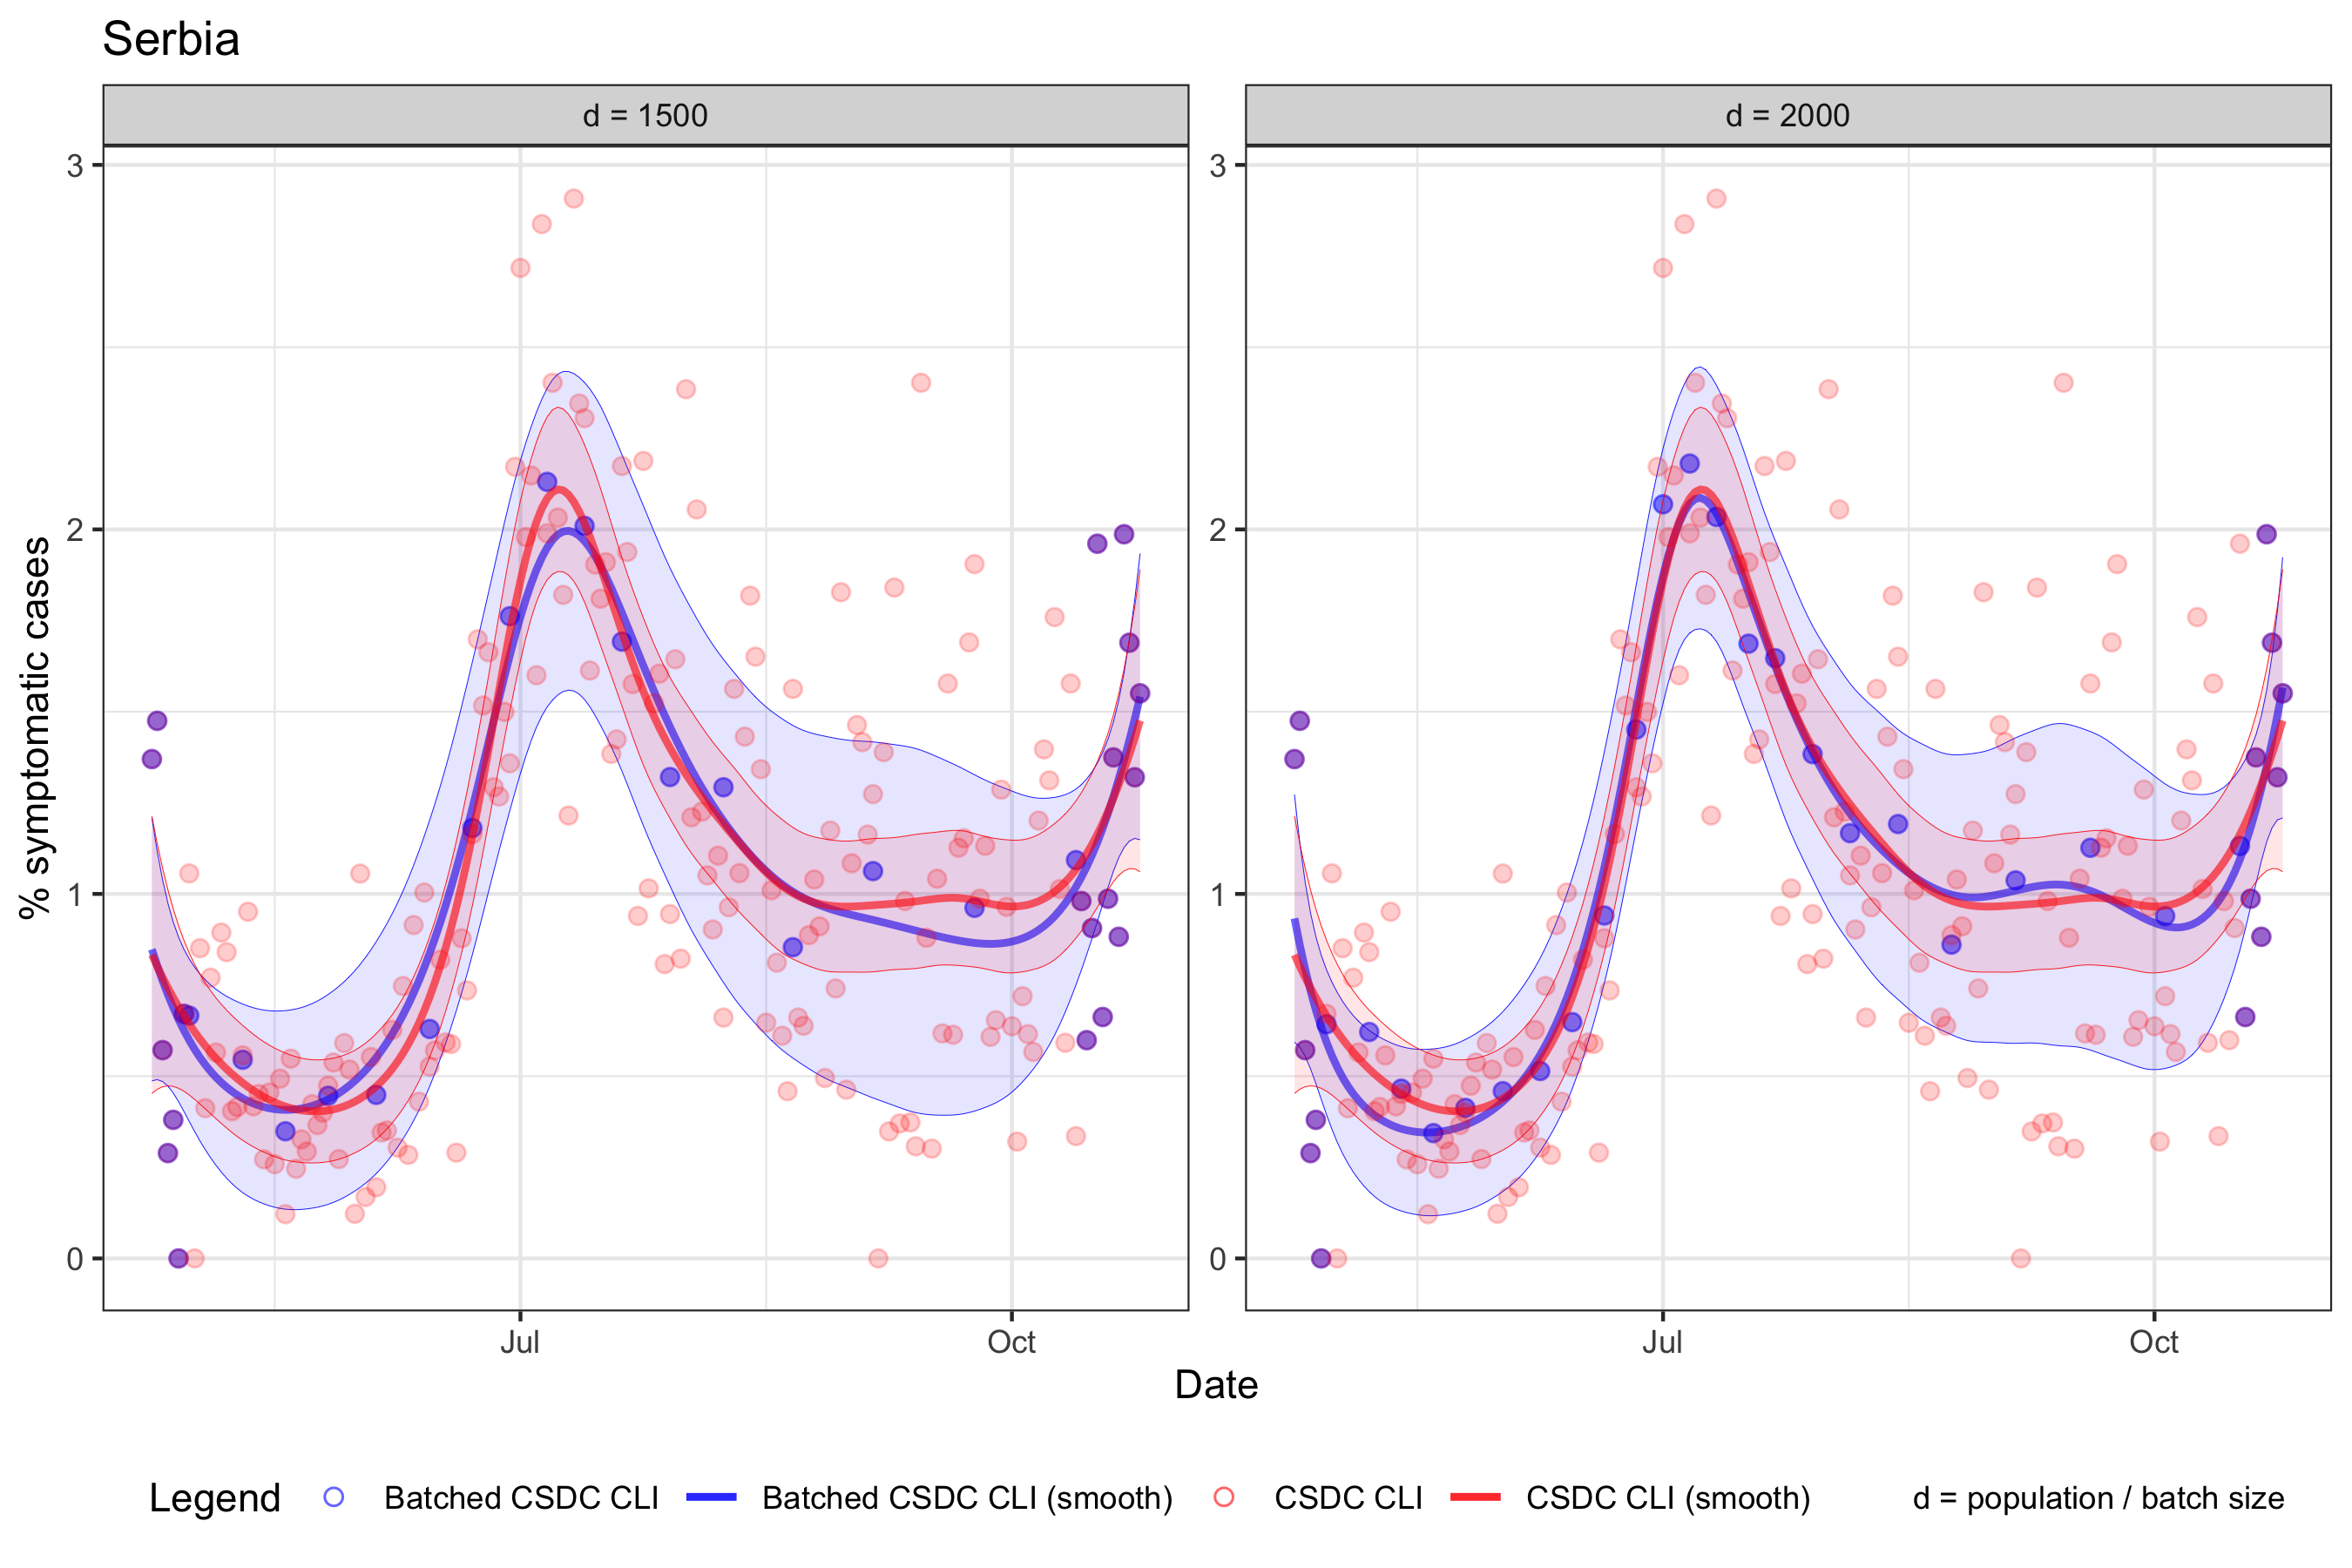 Serbia
d = 1500
d = 2000
% symptomatic cases
3
2
1
0
3
2
1
0
Jul
Oct
Jul
Oct
Date
Legend
Batched CSDC CLI
Batched CSDC CLI (smooth)
CSDC CLI
CSDC CLI (smooth)
d = population / batch size